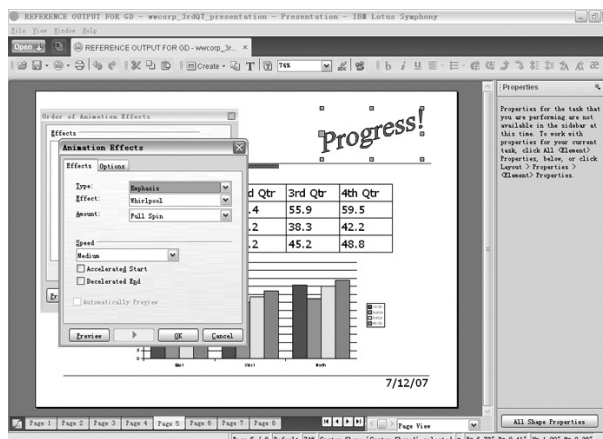 REFERENCE OUTPUT FOR GD - wwcorp_3rdQT_presentation - Presentation - IBM Lotus Symphony
File View Window Help
Open
REFERENCE OUTPUT FOR GD - wwcorp_3r...
Create
74%
Order of Animation Effects
Effects
Animation Effects
Effects Options
Type: Emphasis
Effect: Whirlpool
Amount: Full Spin
Speed
Medium
Accelerated Start
Decelerated End
Automatically Preview
Preview OK Cancel
Progress!
d Qtr 3rd Qtr 4th Qtr
.4 55.9 59.5
.2 38.3 42.2
.2 45.2 48.8
East West North
7/12/07
Properties
Properties for the task that
you are performing are not
available in the sidebar at
this time. To work with
properties for your current
task, click All <Element>
Properties, below, or click
Layout > Properties >
<Element> Properties.
Page 1 Page 2 Page 3 Page 4 Page 5 Page 6 Page 7 Page 8
Page View
All Shape Properties